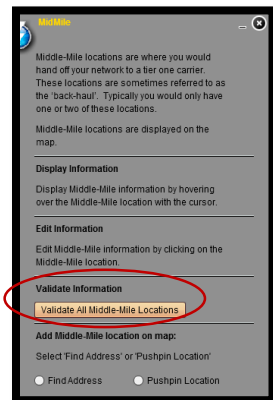 MidMile
Middle-Mile locations are where you would
hand off your network to a tier one carrier.
These locations are sometimes referred to as
the 'back-haul'. Typically you would only have
one or two of these locations.
Middle-Mile locations are displayed on the
map.
Display Information
Display Middle-Mile information by hovering
over the Middle-Mile location with the cursor.
Edit Information
Edit Middle-Mile information by clicking on the
Middle-Mile location.
Validate Information
Validate All Middle-Mile Locations
Add Middle-Mile location on map:
Select 'Find Address' or 'Pushpin Location'
Find Address Pushpin Location